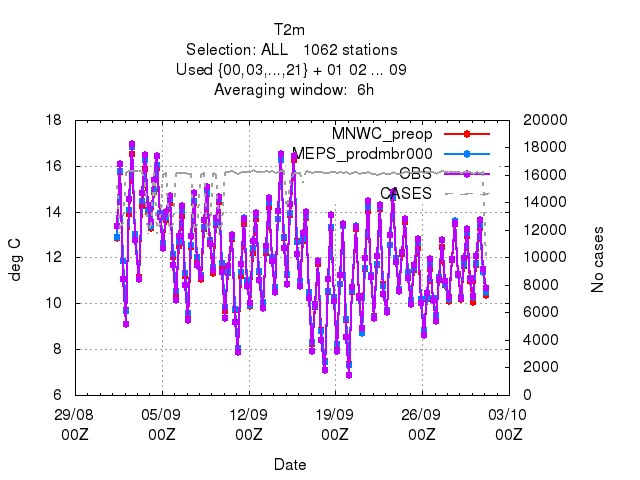 T2m
Selection: ALL   1062 stations
Used {00,03,...,21} + 01 02 ... 09
Averaging window:  6h
18 20000
MNWC_preop
18000
MEPS_prodmbr000
16 16000
OBS
CASES
14 14000
12000
12 10000
8000
10 6000
8 4000
2000
6 0
deg C
No cases
29/08 05/09 12/09 19/09 26/09 03/10
00Z 00Z 00Z 00Z 00Z 00Z
Date